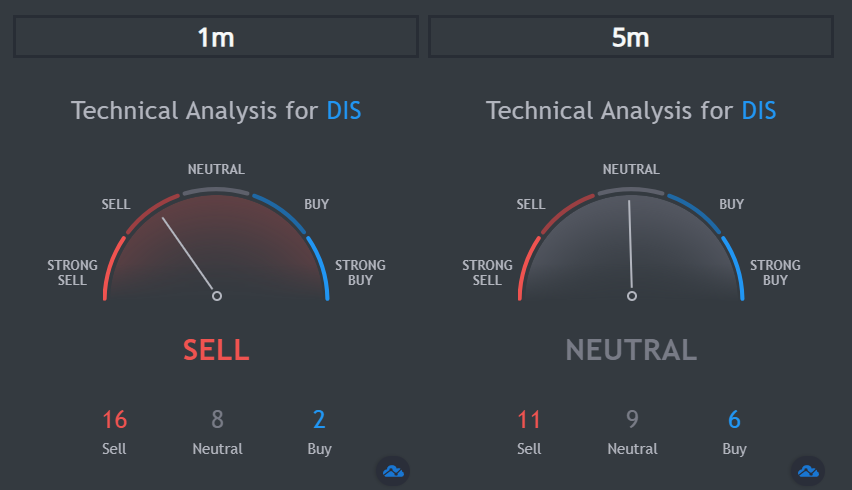 1m
Technical Analysis for DIS
NEUTRAL
SELL
BUY
STRONG
SELL
STRONG
BUY
SELL
16
8
2
Sell
Neutral
Buy
5m
Technical Analysis for DIS
NEUTRAL
SELL
BUY
STRONG
SELL
STRONG
BUY
NEUTRAL
11
9
6
Sell
Neutral
Buy